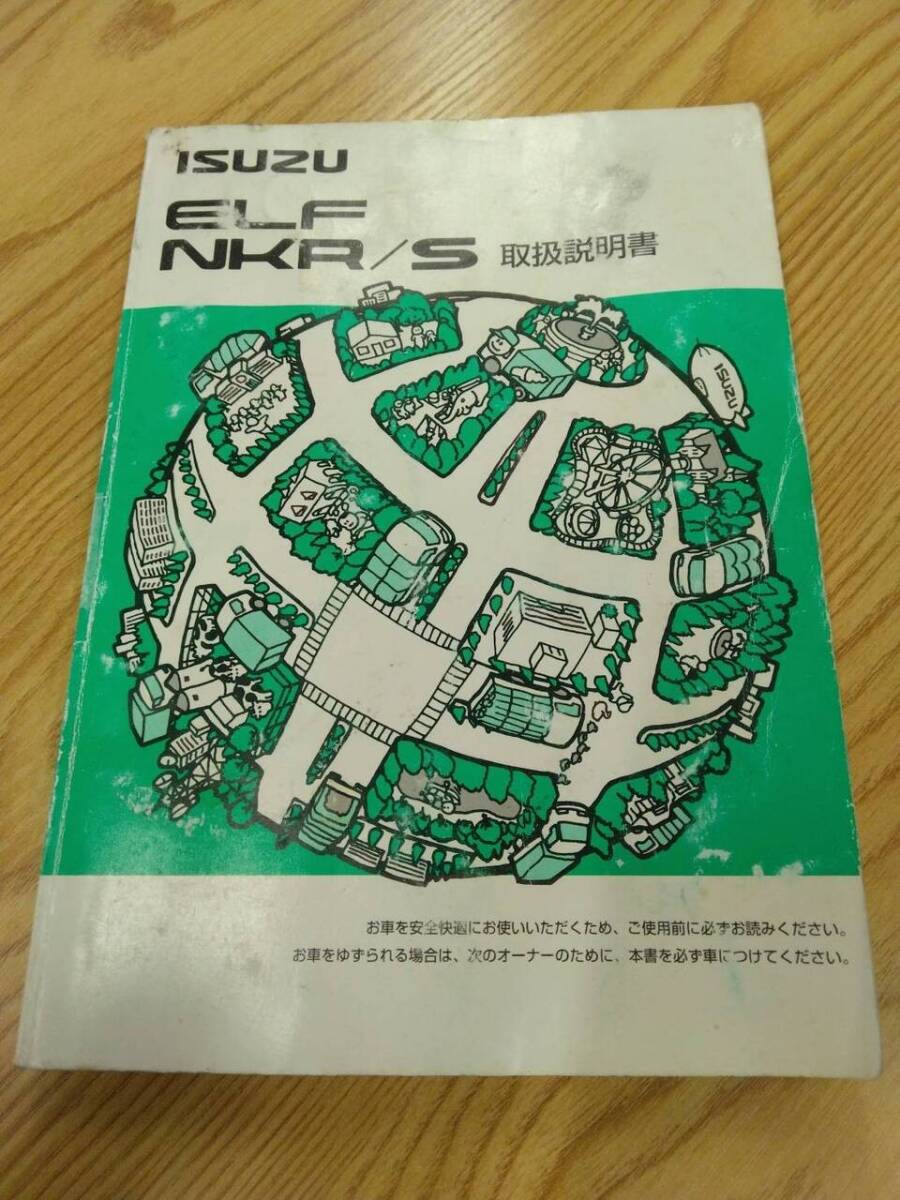 ISUZU
ELF
NKR/S 取扱説明書
ISUZU
お車を安全快適にお使いいただくため、ご使用前に必ずお読みください。
お車をゆずられる場合は、次のオーナーのために、本書を必ず車につけてください。